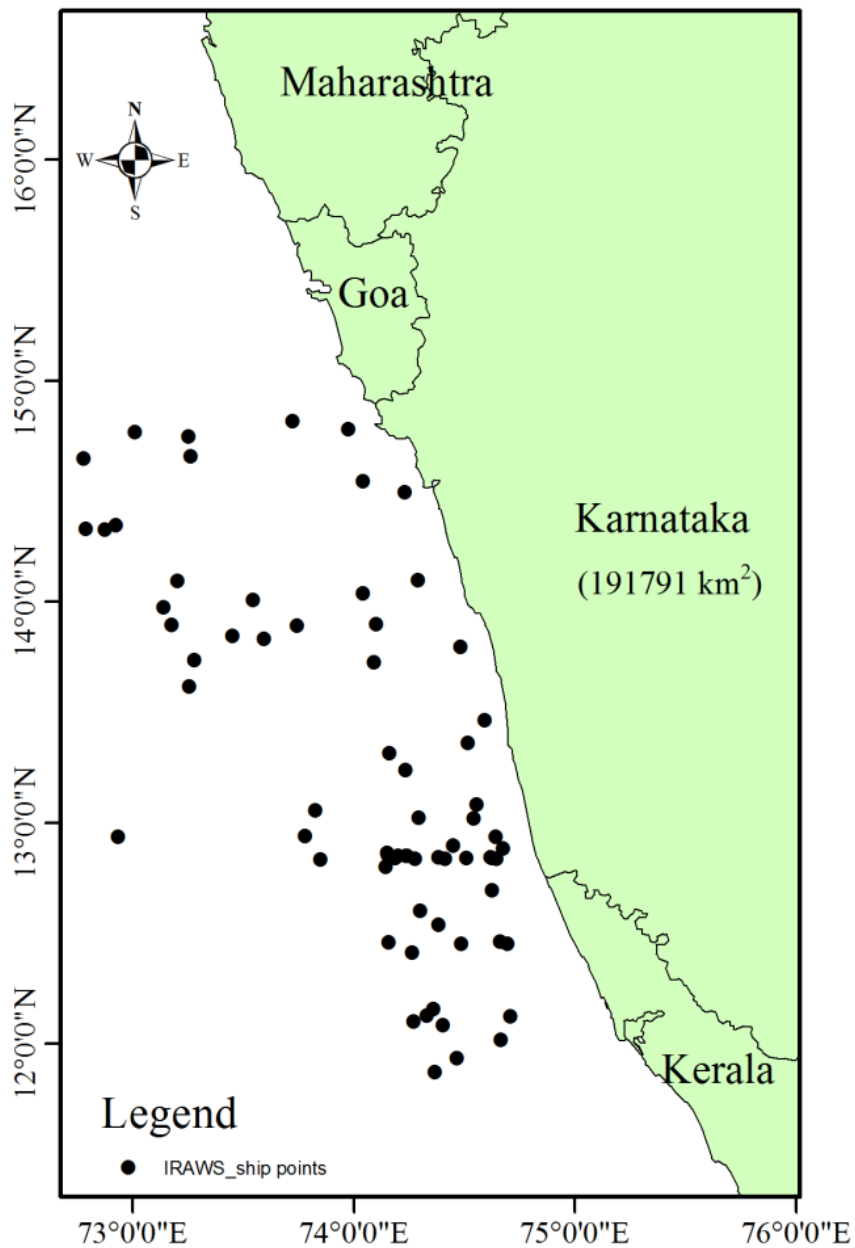 Maharashtra
N
W
E
S
16°0'0"N
Goa
15°0'0"N
Karnataka
(191791 km²)
14°0'0"N
13°0'0"N
12°0'0"N
Kerala
Legend
IRAWS_ship points
73°0'0"E
74°0'0"E
75°0'0"E
76°0'0"E